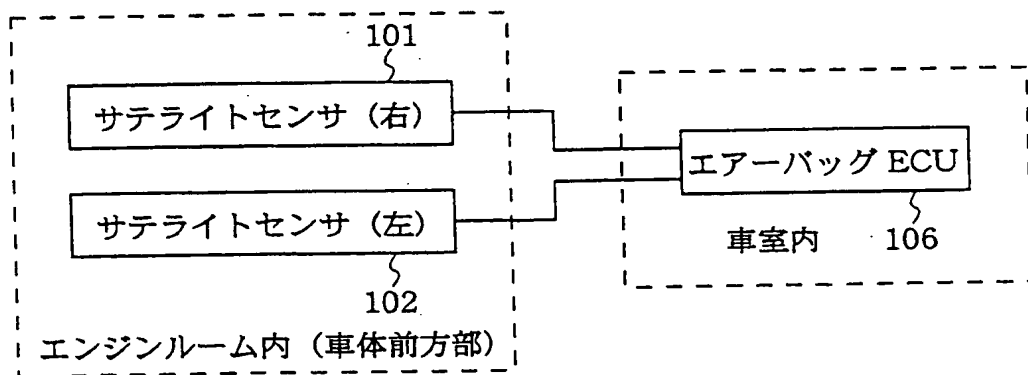 101
サテライトセンサ (右)
サテライトセンサ (左)
102
エンジンルーム内 (車体前方部)
エアーバッグ ECU
車室内 106